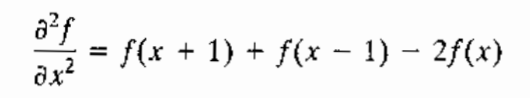 ∂²f/∂x² = f(x + 1) + f(x − 1) − 2f(x)